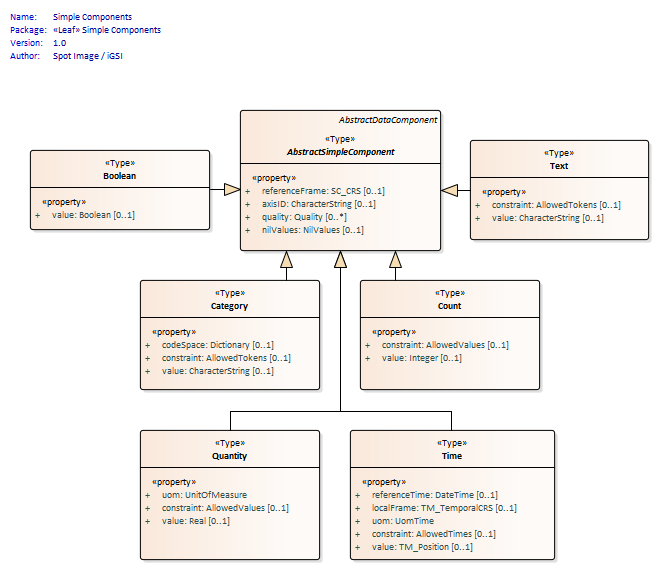 Name: Simple Components
Package: «Leaf» Simple Components
Version: 1.0
Author: Spot Image / iGSI
AbstractDataComponent
«Type»
AbstractSimpleComponent
«property»
+ referenceFrame: SC_CRS [0..1]
+ axisID: CharacterString [0..1]
+ quality: Quality [0..*]
+ nilValues: NilValues [0..1]
«Type»
Boolean
«property»
+ value: Boolean [0..1]
«Type»
Text
«property»
+ constraint: AllowedTokens [0..1]
+ value: CharacterString [0..1]
«Type»
Category
«property»
+ codeSpace: Dictionary [0..1]
+ constraint: AllowedTokens [0..1]
+ value: CharacterString [0..1]
«Type»
Count
«property»
+ constraint: AllowedValues [0..1]
+ value: Integer [0..1]
«Type»
Quantity
«property»
+ uom: UnitOfMeasure
+ constraint: AllowedValues [0..1]
+ value: Real [0..1]
«Type»
Time
«property»
+ referenceTime: DateTime [0..1]
+ localFrame: TM_TemporalCRS [0..1]
+ uom: UomTime
+ constraint: AllowedTimes [0..1]
+ value: TM_Position [0..1]